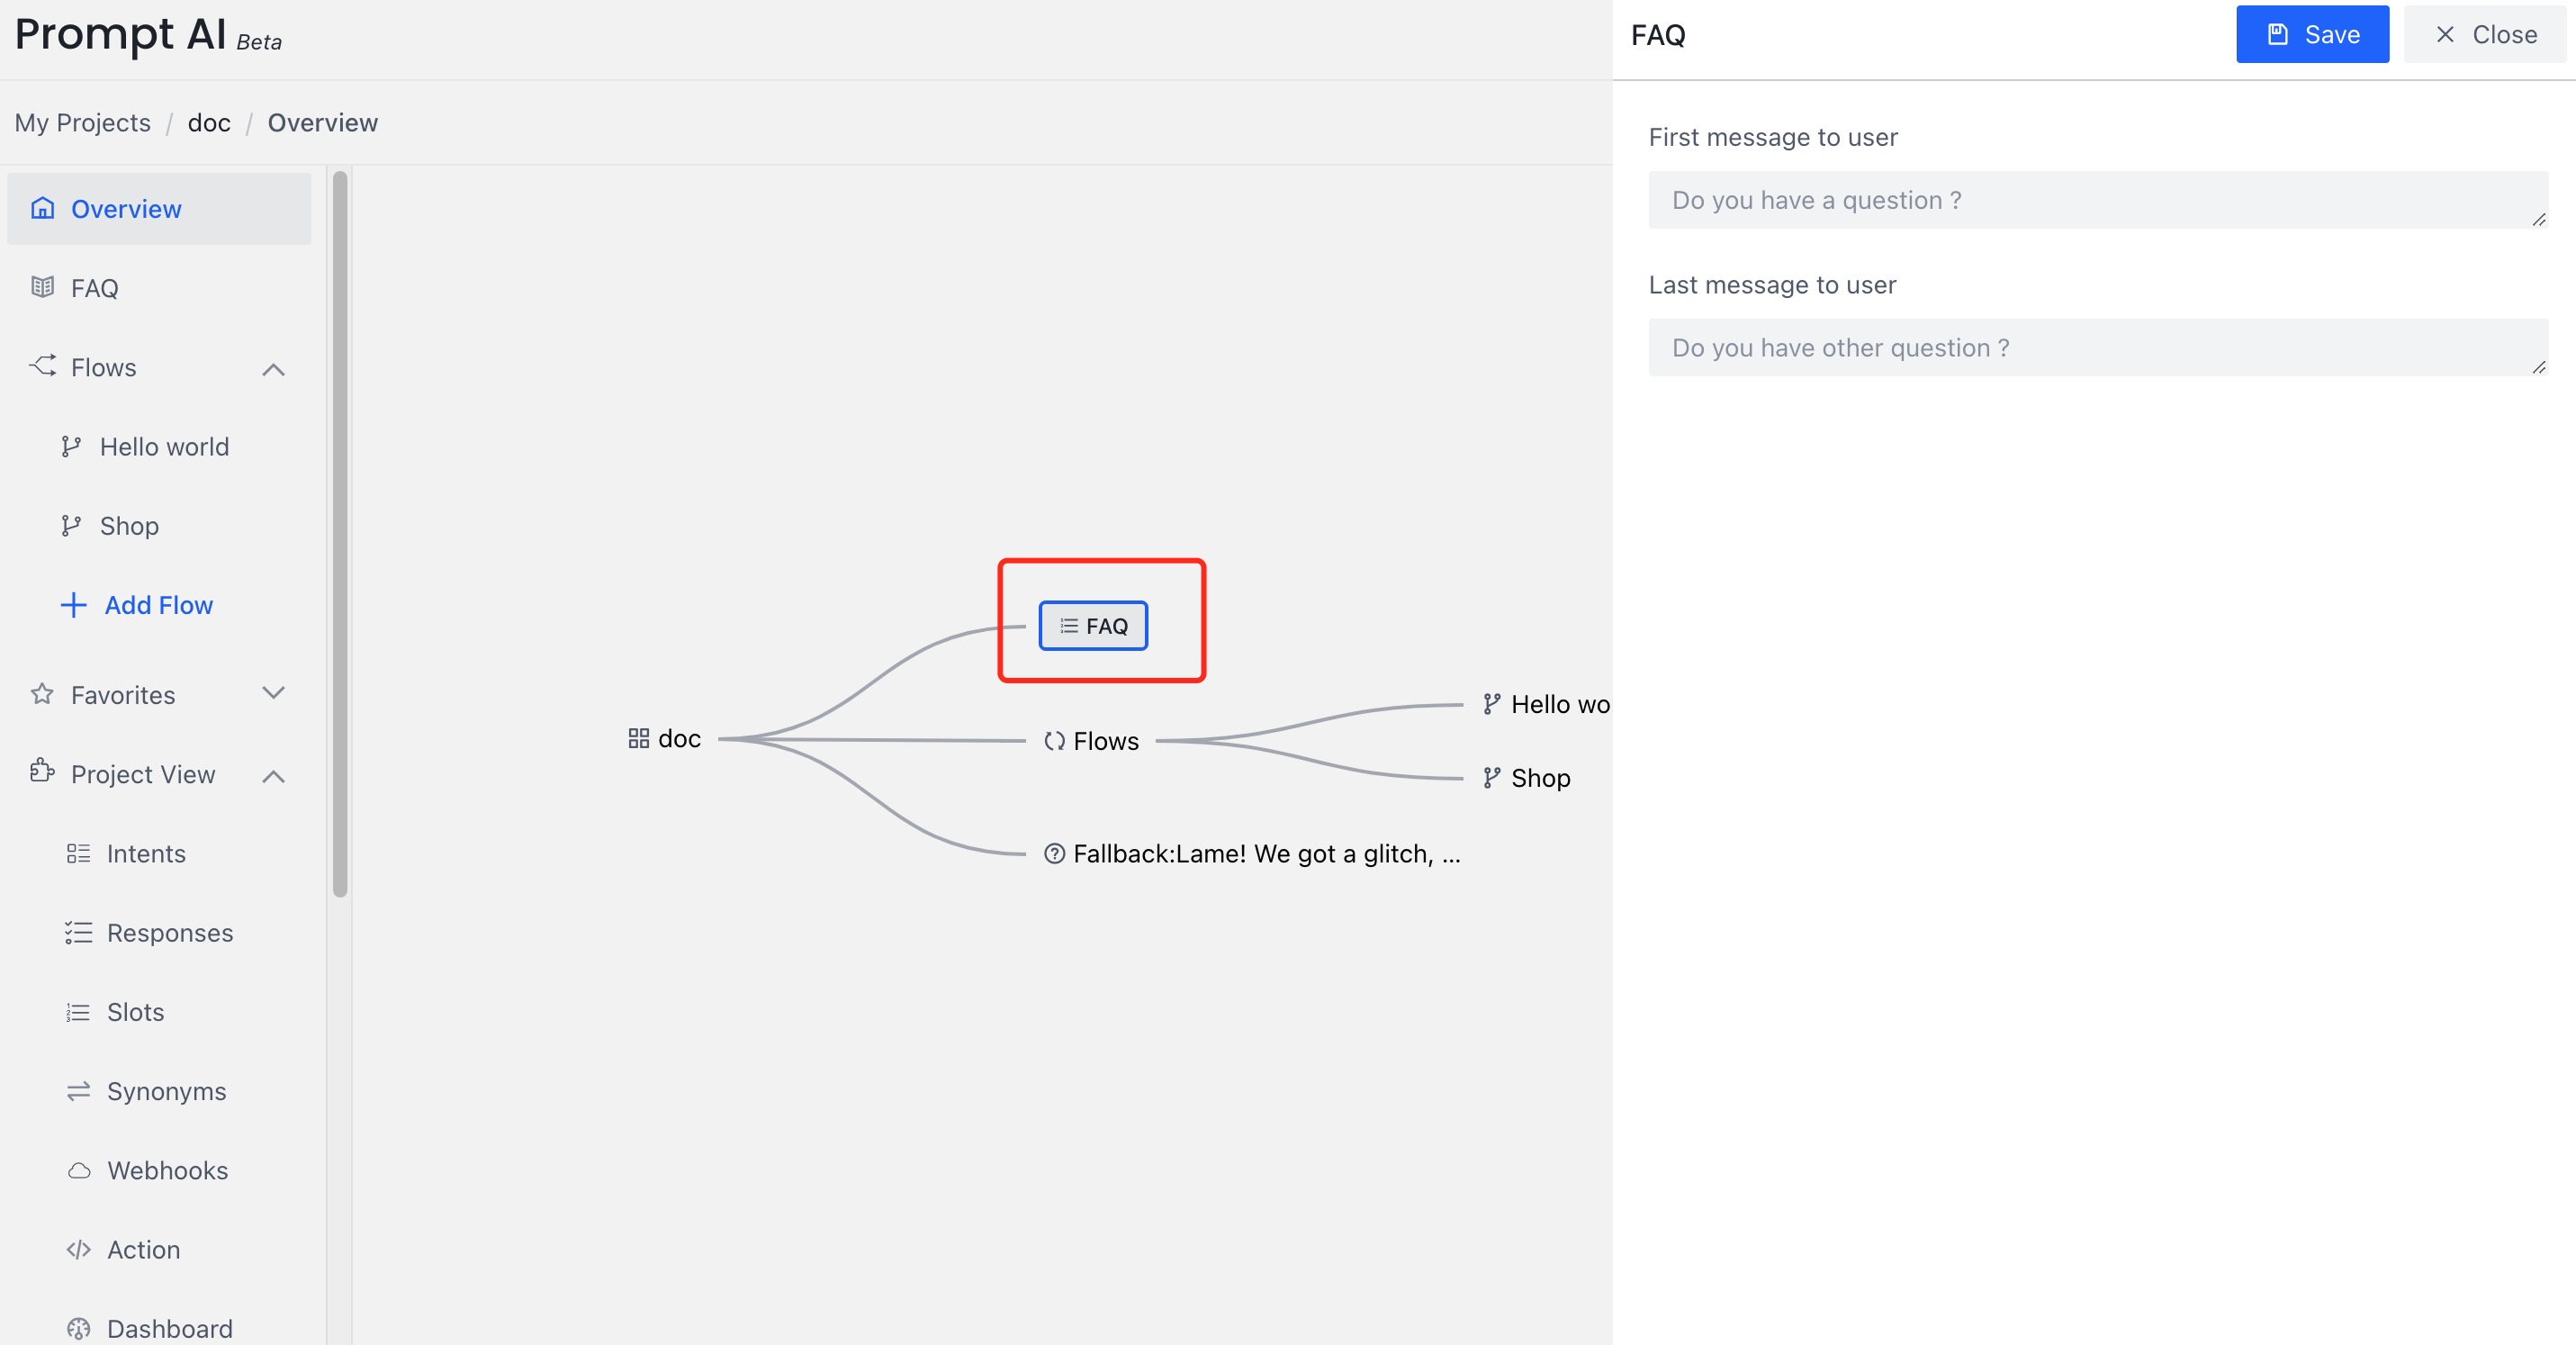 Prompt AI Beta
My Projects / doc / Overview
Overview
FAQ
Flows
Hello world
Shop
Add Flow
Favorites
Project View
Intents
Responses
Slots
Synonyms
Webhooks
Action
Dashboard
doc
FAQ
Flows
Fallback:Lame! We got a glitch, ...
Hello wo
Shop
FAQ
Save
Close
First message to user
Do you have a question ?
Last message to user
Do you have other question ?